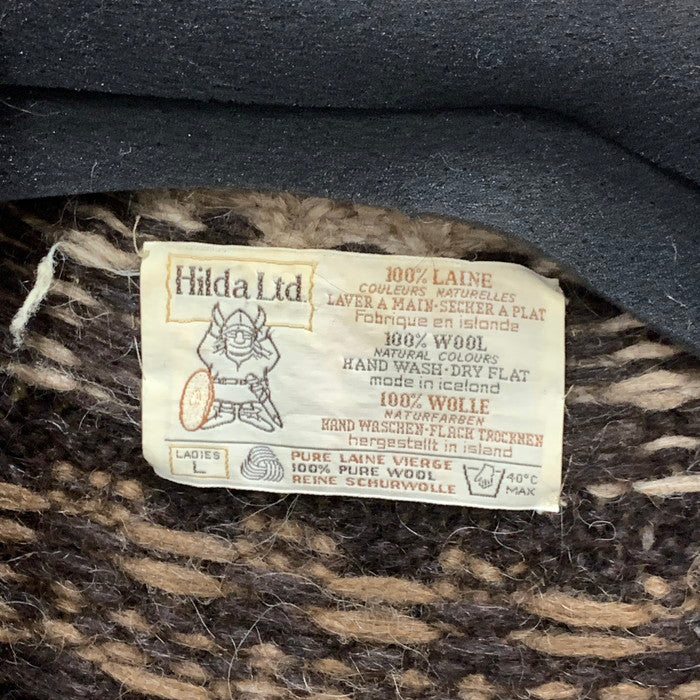 Hilda Ltd.
100% LAINE
COULEURS NATURELLES
LAVER A MAIN-SECKER A PLAT
Fabrique en islande
100% WOOL
NATURAL COLOURS
HAND WASH-DRY FLAT
made in iceland
100% WOLLE
NATURFARBEN
HAND WASCHEN-FLACK TROCKNEN
hergestellt in island
LADIES
L
PURE LAINE VIERGE
100% PURE WOOL
REINE SCHURWOLLE
40°C
MAX